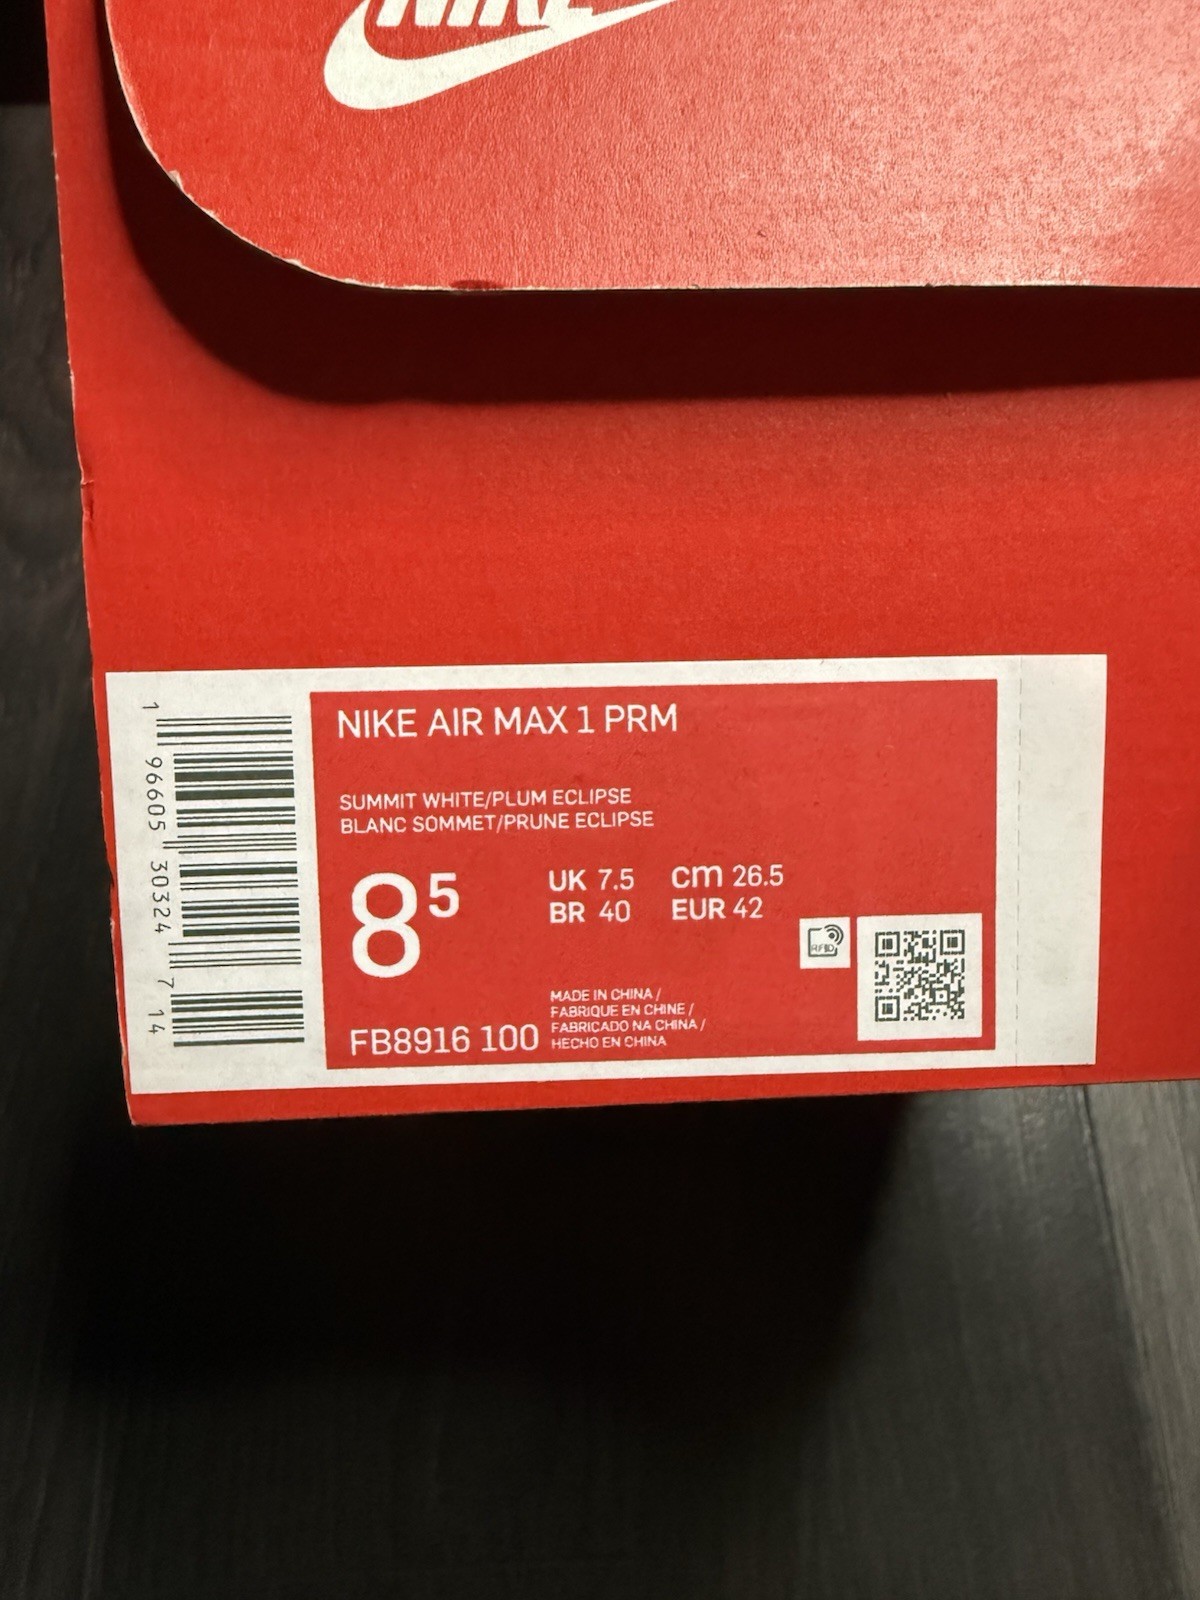 NIKE
NIKE AIR MAX 1 PRM
SUMMIT WHITE/PLUM ECLIPSE
BLANC SOMMET/PRUNE ECLIPSE
8⁵
UK 7.5 cm 26.5
BR 40 EUR 42
RFID
MADE IN CHINA /
FABRIQUE EN CHINE /
FABRICADO NA CHINA /
HECHO EN CHINA
FB8916 100
1 96605 30324 7 14